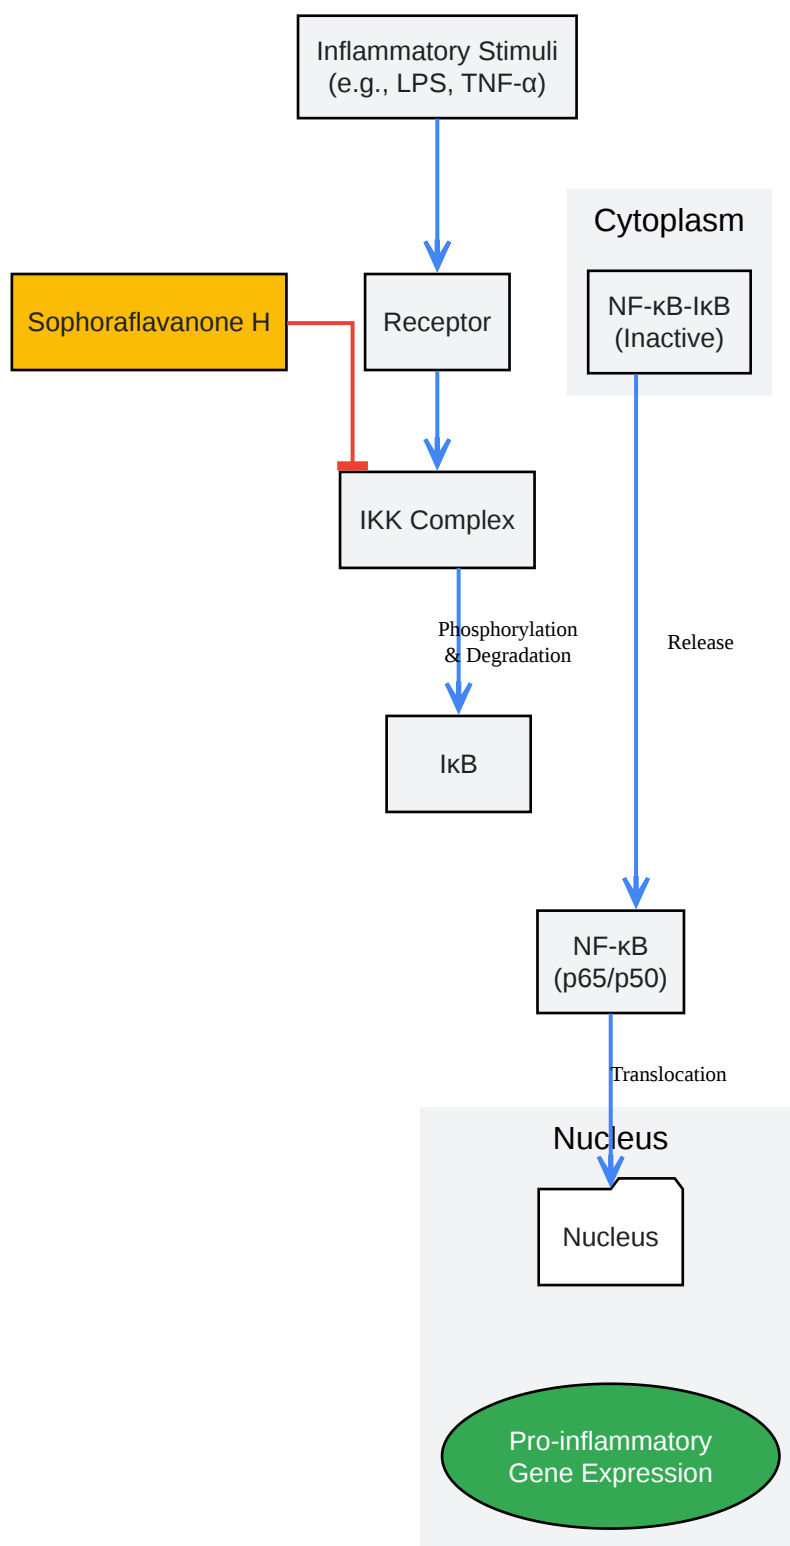 Inflammatory Stimuli
(e.g., LPS, TNF-α)
Cytoplasm
Sophoraflavanone H
Receptor
NF-κB-IκB
(Inactive)
IKK Complex
Phosphorylation
& Degradation
Release
IκB
NF-κB
(p65/p50)
Translocation
Nucleus
Nucleus
Pro-inflammatory
Gene Expression